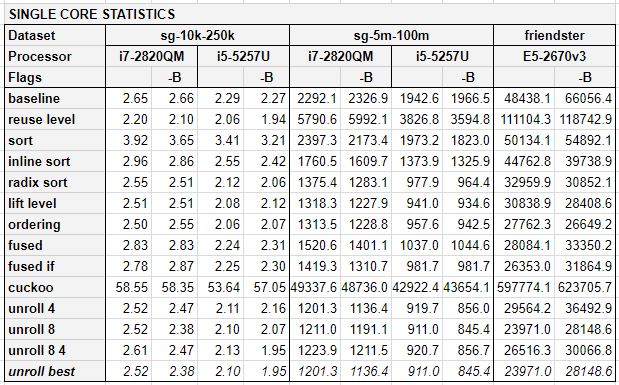 SINGLE CORE STATISTICS
Dataset sg-10k-250k sg-5m-100m friendster
Processor i7-2820QM i5-5257U i7-2820QM i5-5257U E5-2670v3
Flags -B -B -B -B -B
baseline 2.65 2.66 2.29 2.27 2292.1 2326.9 1942.6 1966.5 48438.1 66056.4
reuse level 2.20 2.10 2.06 1.94 5790.6 5992.1 3826.8 3594.8 111104.3 118742.9
sort 3.92 3.65 3.41 3.21 2397.3 2173.4 1973.2 1823.0 50134.1 54892.1
inline sort 2.96 2.86 2.55 2.42 1760.5 1609.7 1373.9 1325.9 44762.8 39738.9
radix sort 2.55 2.51 2.12 2.06 1375.4 1283.1 977.9 964.4 32959.9 30852.1
lift level 2.51 2.51 2.08 2.12 1318.3 1227.9 941.0 934.6 30838.9 28408.6
ordering 2.50 2.55 2.06 2.07 1313.5 1228.8 957.6 942.5 27762.3 26649.2
fused 2.83 2.83 2.24 2.31 1520.6 1401.1 1037.0 1044.6 28084.1 33350.2
fused if 2.78 2.87 2.25 2.30 1419.3 1310.7 981.7 981.7 26353.0 31864.9
cuckoo 58.55 58.35 53.64 57.05 49337.6 48736.0 42922.4 43654.1 597774.1 623705.7
unroll 4 2.52 2.47 2.11 2.16 1201.3 1136.4 919.7 856.0 29564.2 36492.9
unroll 8 2.52 2.38 2.10 2.07 1211.0 1191.1 911.0 845.4 23971.0 28148.6
unroll 8 4 2.61 2.47 2.13 1.95 1223.9 1211.5 920.7 856.7 26516.3 30066.8
unroll best 2.52 2.38 2.10 1.95 1201.3 1136.4 911.0 845.4 23971.0 28148.6